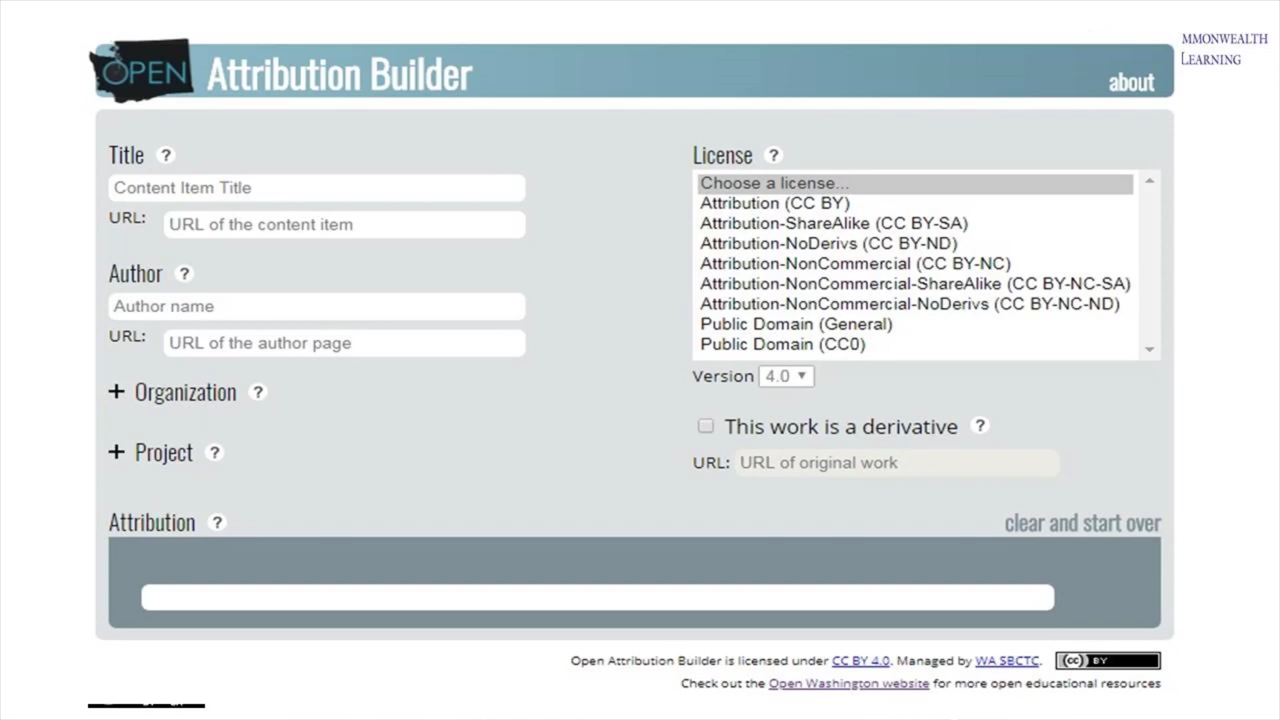 MMONWEALTH
LEARNING
OPEN Attribution Builder
about
Title ?
Content Item Title
URL: URL of the content item
Author ?
Author name
URL: URL of the author page
+ Organization ?
+ Project ?
License ?
Choose a license...
Attribution (CC BY)
Attribution-ShareAlike (CC BY-SA)
Attribution-NoDerivs (CC BY-ND)
Attribution-NonCommercial (CC BY-NC)
Attribution-NonCommercial-ShareAlike (CC BY-NC-SA)
Attribution-NonCommercial-NoDerivs (CC BY-NC-ND)
Public Domain (General)
Public Domain (CC0)
Version 4.0
This work is a derivative ?
URL: URL of original work
Attribution ?
clear and start over
Open Attribution Builder is licensed under CC BY 4.0. Managed by WA SBCTC.
cc BY
Check out the Open Washington website for more open educational resources